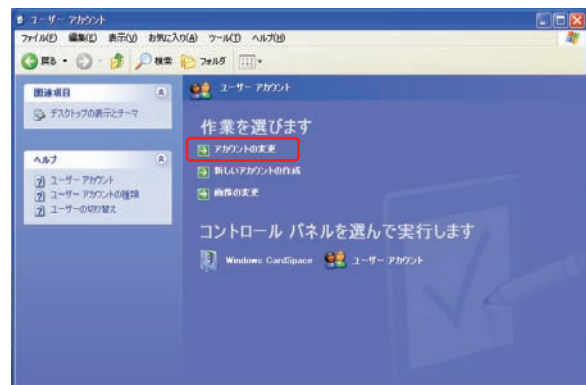 ユーザー アカウント
ファイル(F) 編集(E) 表示(V) お気に入り(A) ツール(T) ヘルプ(H)
戻る 検索 フォルダ
関連項目
デスクトップの表示とテーマ
ヘルプ
ユーザー アカウント
ユーザー アカウントの種類
ユーザーの切り替え
ユーザー アカウント
作業を選びます
アカウントの変更
新しいアカウントの作成
画像の変更
コントロール パネルを選んで実行します
Windows CardSpace ユーザー アカウント